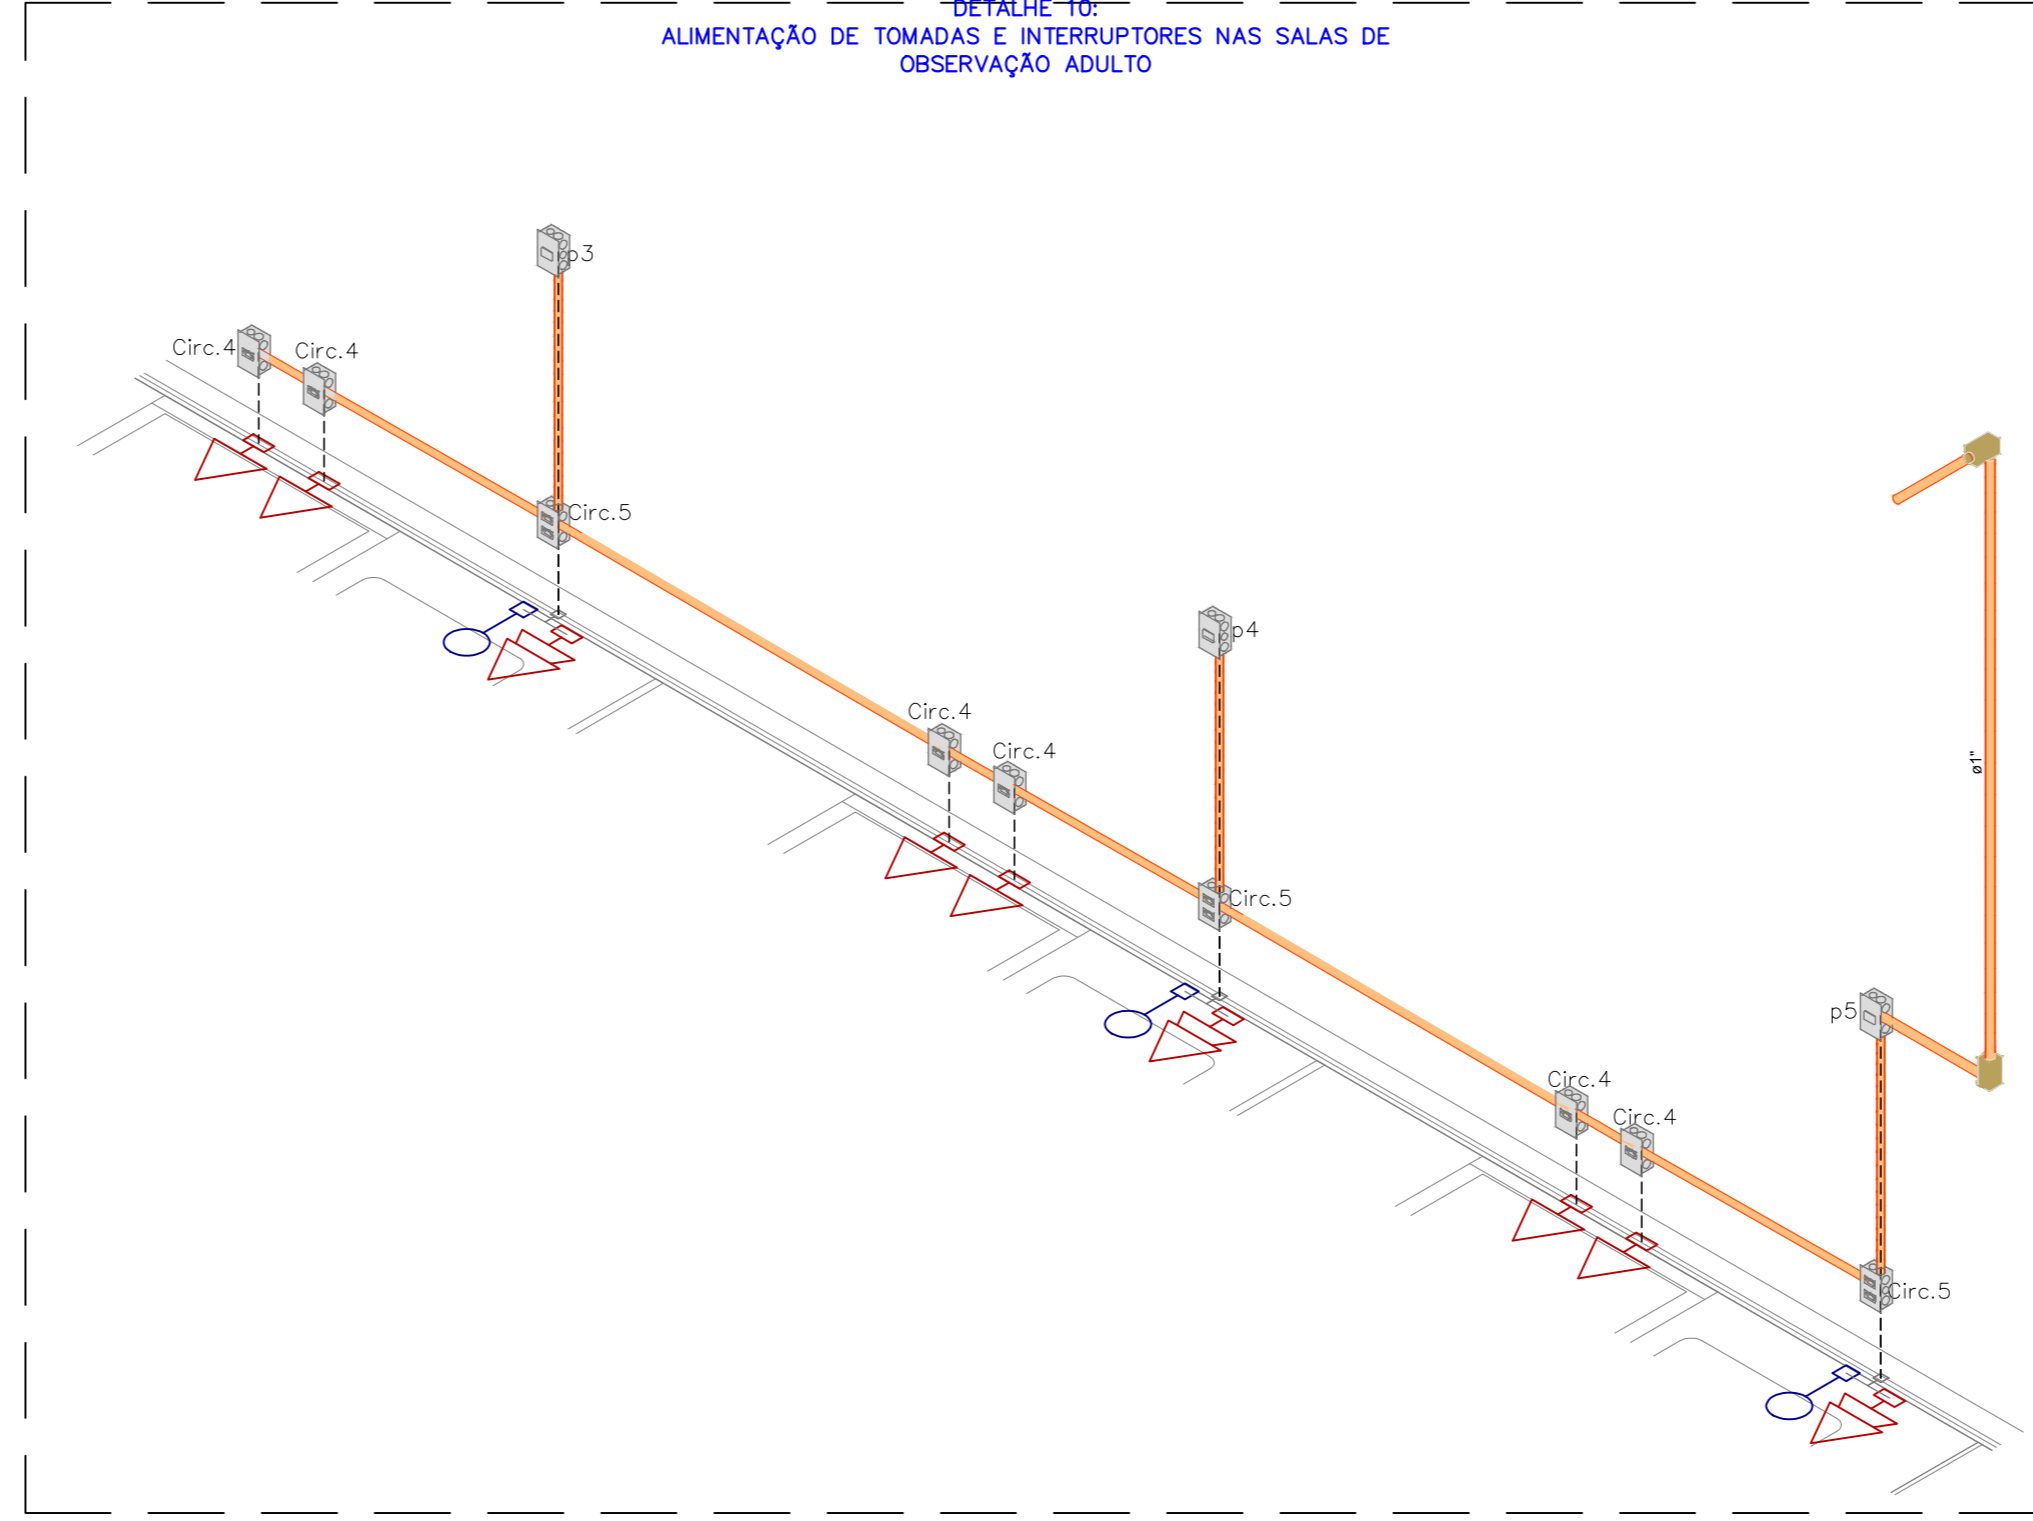 DETALHE 10:
ALIMENTAÇÃO DE TOMADAS E INTERRUPTORES NAS SALAS DE
OBSERVAÇÃO ADULTO
p3
Circ.4
Circ.4
Circ.5
p4
Circ.4
Circ.4
ø1"
Circ.5
p5
Circ.4
Circ.4
Circ.5